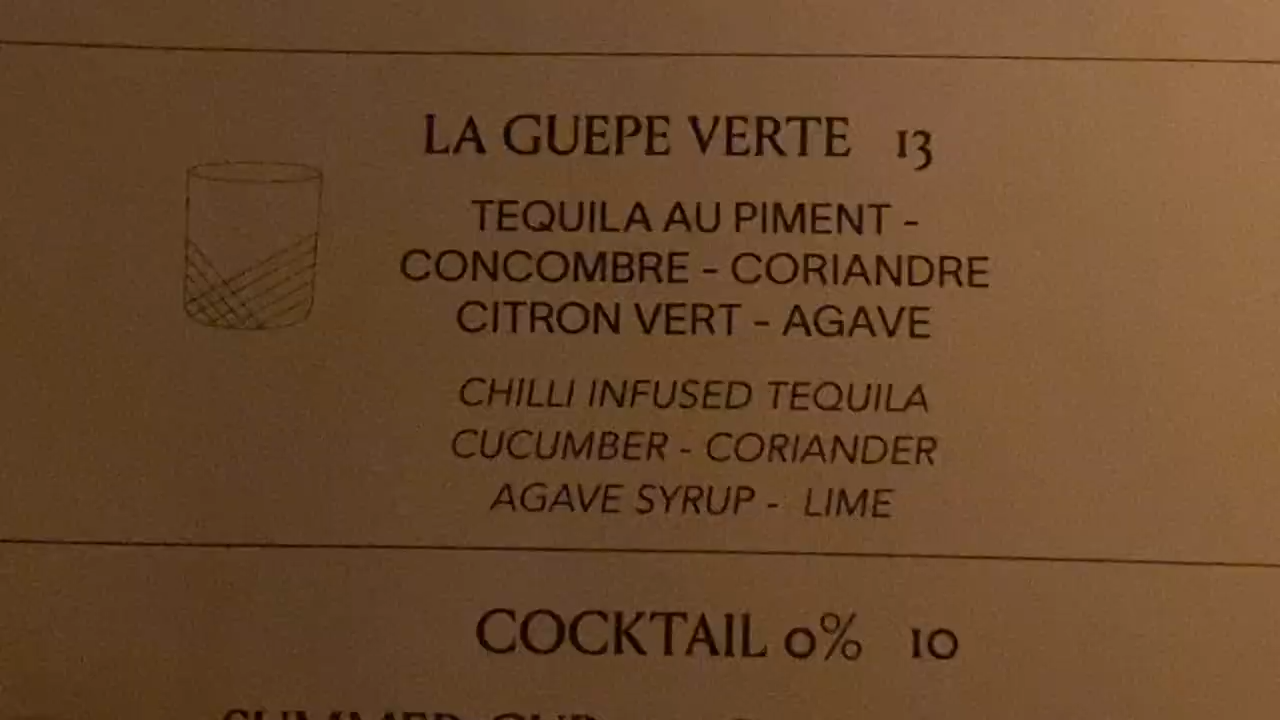 LA GUEPE VERTE 13
TEQUILA AU PIMENT -
CONCOMBRE - CORIANDRE
CITRON VERT - AGAVE
CHILLI INFUSED TEQUILA
CUCUMBER - CORIANDER
AGAVE SYRUP - LIME
COCKTAIL 0% 10